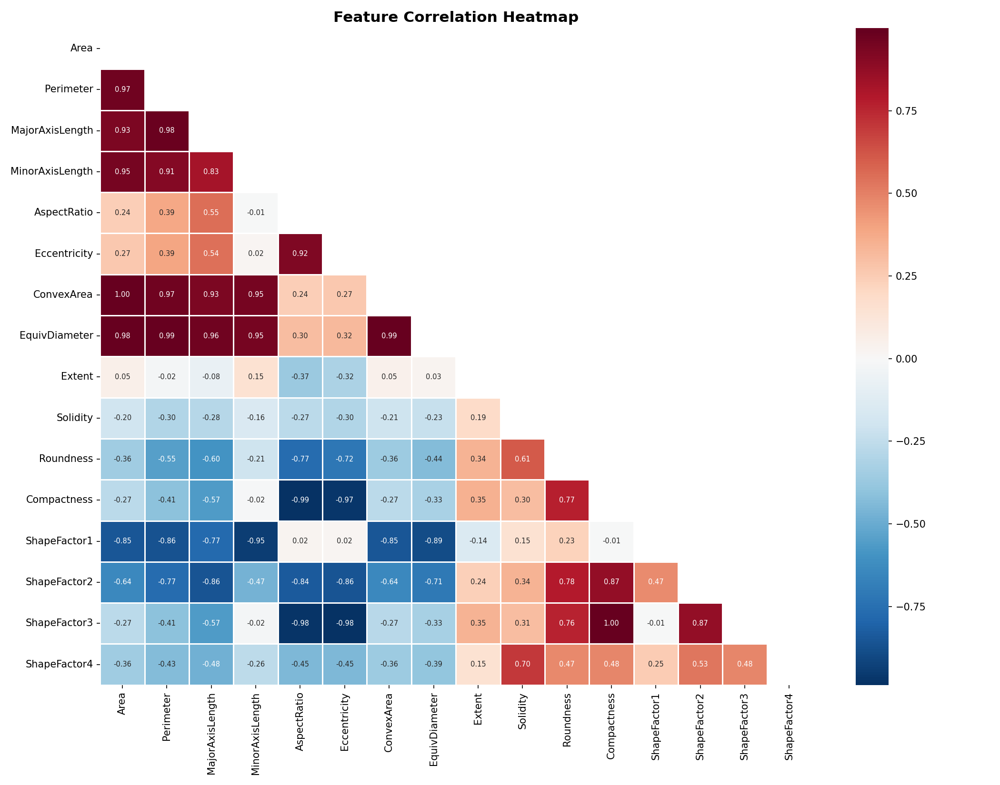 Feature Correlation Heatmap
Area
Perimeter 0.97
MajorAxisLength 0.93 0.98
MinorAxisLength 0.95 0.91 0.83
AspectRatio 0.24 0.39 0.55 -0.01
Eccentricity 0.27 0.39 0.54 0.02 0.92
ConvexArea 1.00 0.97 0.93 0.95 0.24 0.27
EquivDiameter 0.98 0.99 0.96 0.95 0.30 0.32 0.99
Extent 0.05 -0.02 -0.08 0.15 -0.37 -0.32 0.05 0.03
Solidity -0.20 -0.30 -0.28 -0.16 -0.27 -0.30 -0.21 -0.23 0.19
Roundness -0.36 -0.55 -0.60 -0.21 -0.77 -0.72 -0.36 -0.44 0.34 0.61
Compactness -0.27 -0.41 -0.57 -0.02 -0.99 -0.97 -0.27 -0.33 0.35 0.30 0.77
ShapeFactor1 -0.85 -0.86 -0.77 -0.95 0.02 0.02 -0.85 -0.89 -0.14 0.15 0.23 -0.01
ShapeFactor2 -0.64 -0.77 -0.86 -0.47 -0.84 -0.86 -0.64 -0.71 0.24 0.34 0.78 0.87 0.47
ShapeFactor3 -0.27 -0.41 -0.57 -0.02 -0.98 -0.98 -0.27 -0.33 0.35 0.31 0.76 1.00 -0.01 0.87
ShapeFactor4 -0.36 -0.43 -0.48 -0.26 -0.45 -0.45 -0.36 -0.39 0.15 0.70 0.47 0.48 0.25 0.53 0.48
Area
Perimeter
MajorAxisLength
MinorAxisLength
AspectRatio
Eccentricity
ConvexArea
EquivDiameter
Extent
Solidity
Roundness
Compactness
ShapeFactor1
ShapeFactor2
ShapeFactor3
ShapeFactor4
0.75
0.50
0.25
0.00
−0.25
−0.50
−0.75